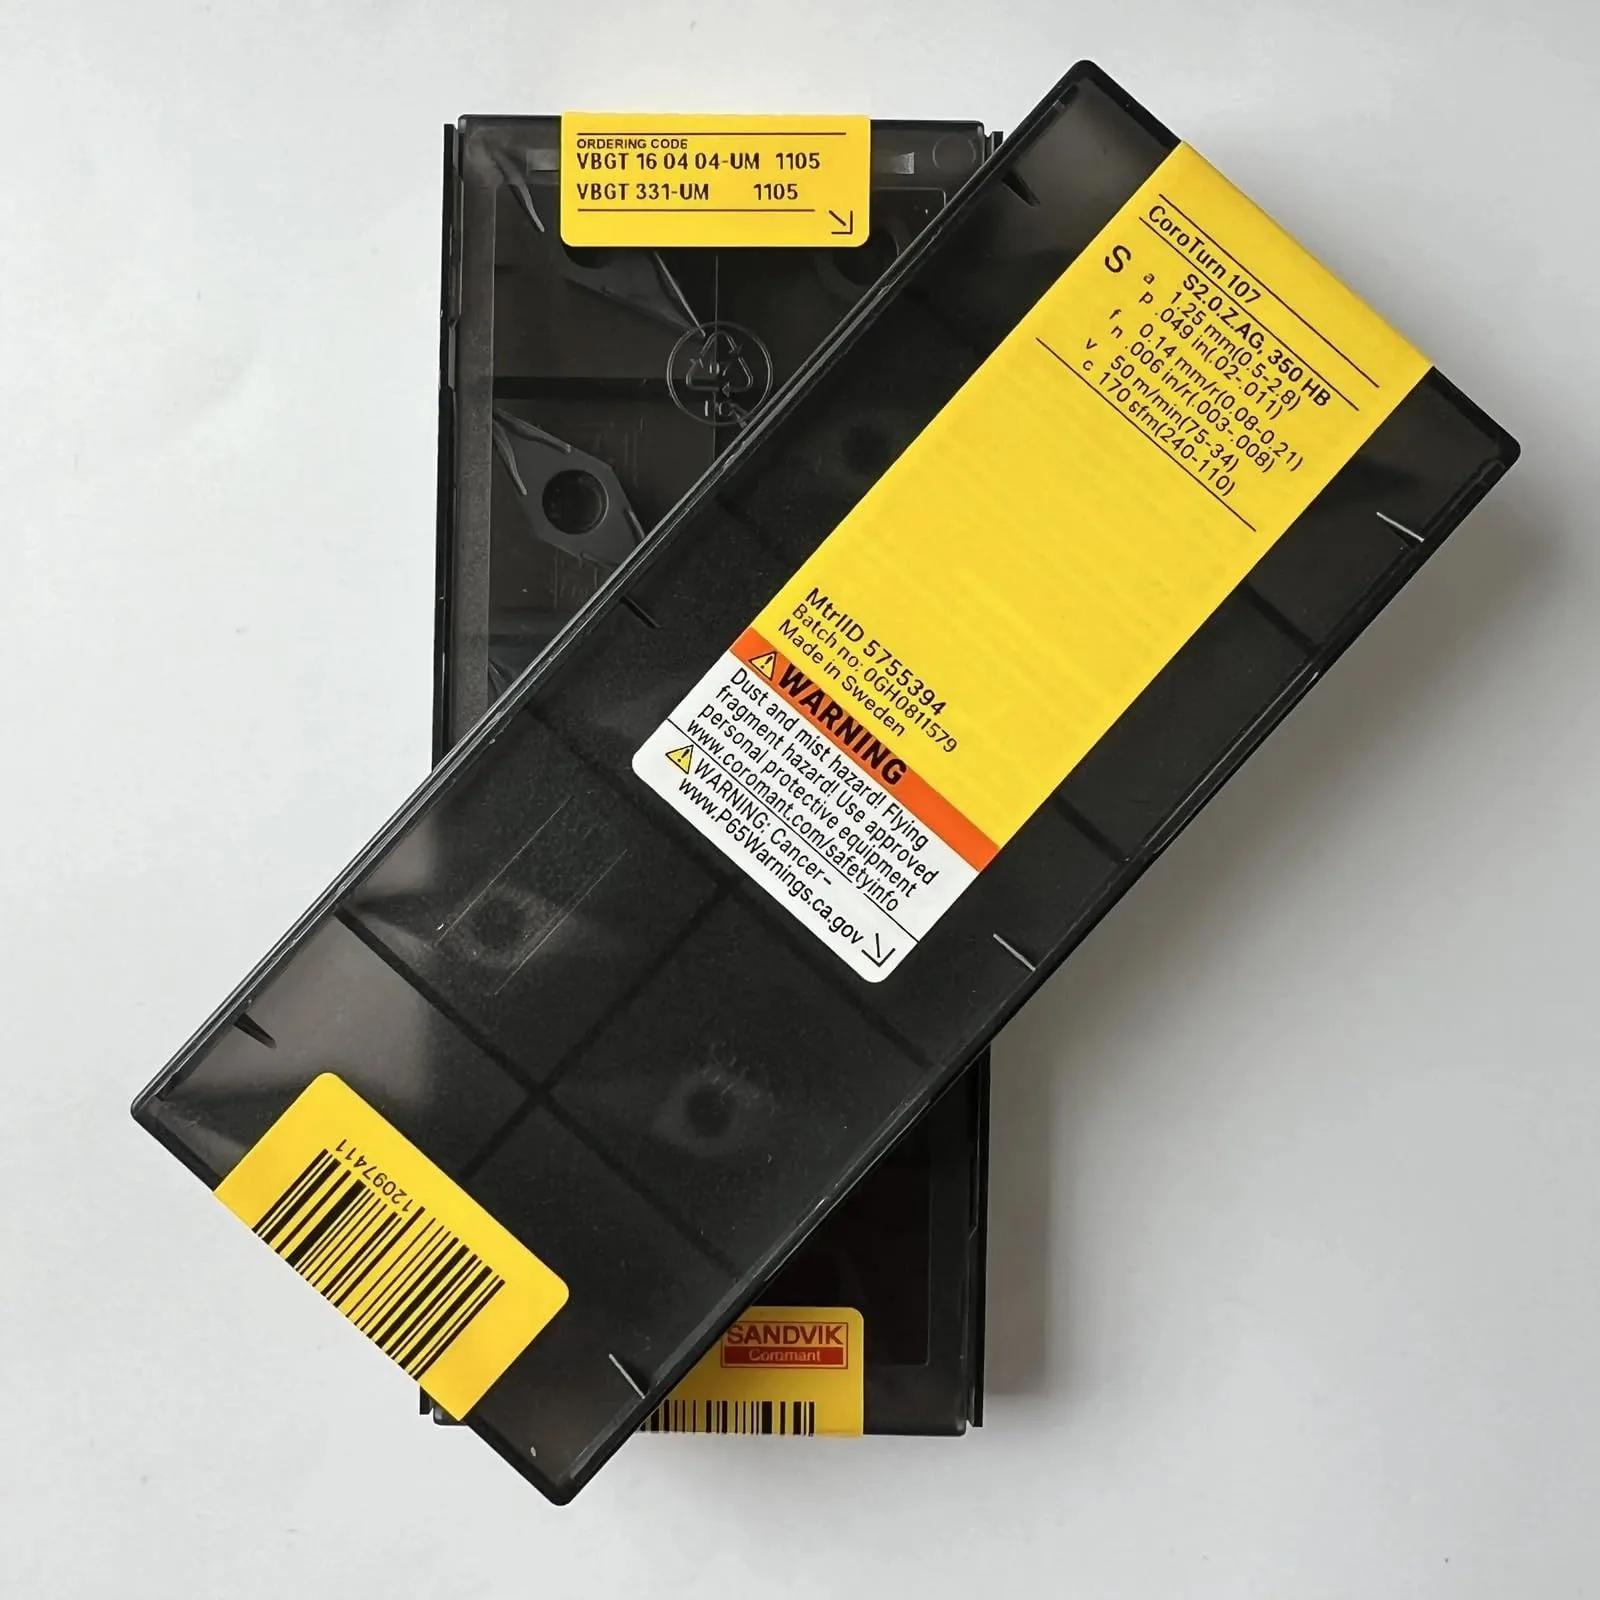 ORDERING CODE
VBGT 16 04 04-UM 1105
VBGT 331-UM 1105
CoroTurn 107
S
S2.0.Z.AG, 350 HB
a p 1.25 mm(0.5-2.8)
.049 in(.02-.011)
f n 0.14 mm/r(0.08-0.21)
.006 in/r(.003-.008)
v c 50 m/min(75-34)
170 sfm(240-110)
MtrlID 5755394
Batch no: 0GH0811579
Made in Sweden
WARNING
Dust and mist hazard! Flying
fragment hazard! Use approved
personal protective equipment
www.coromant.com/safetyinfo
WARNING: Cancer–
www.P65Warnings.ca.gov
12097411
SANDVIK
Coromant